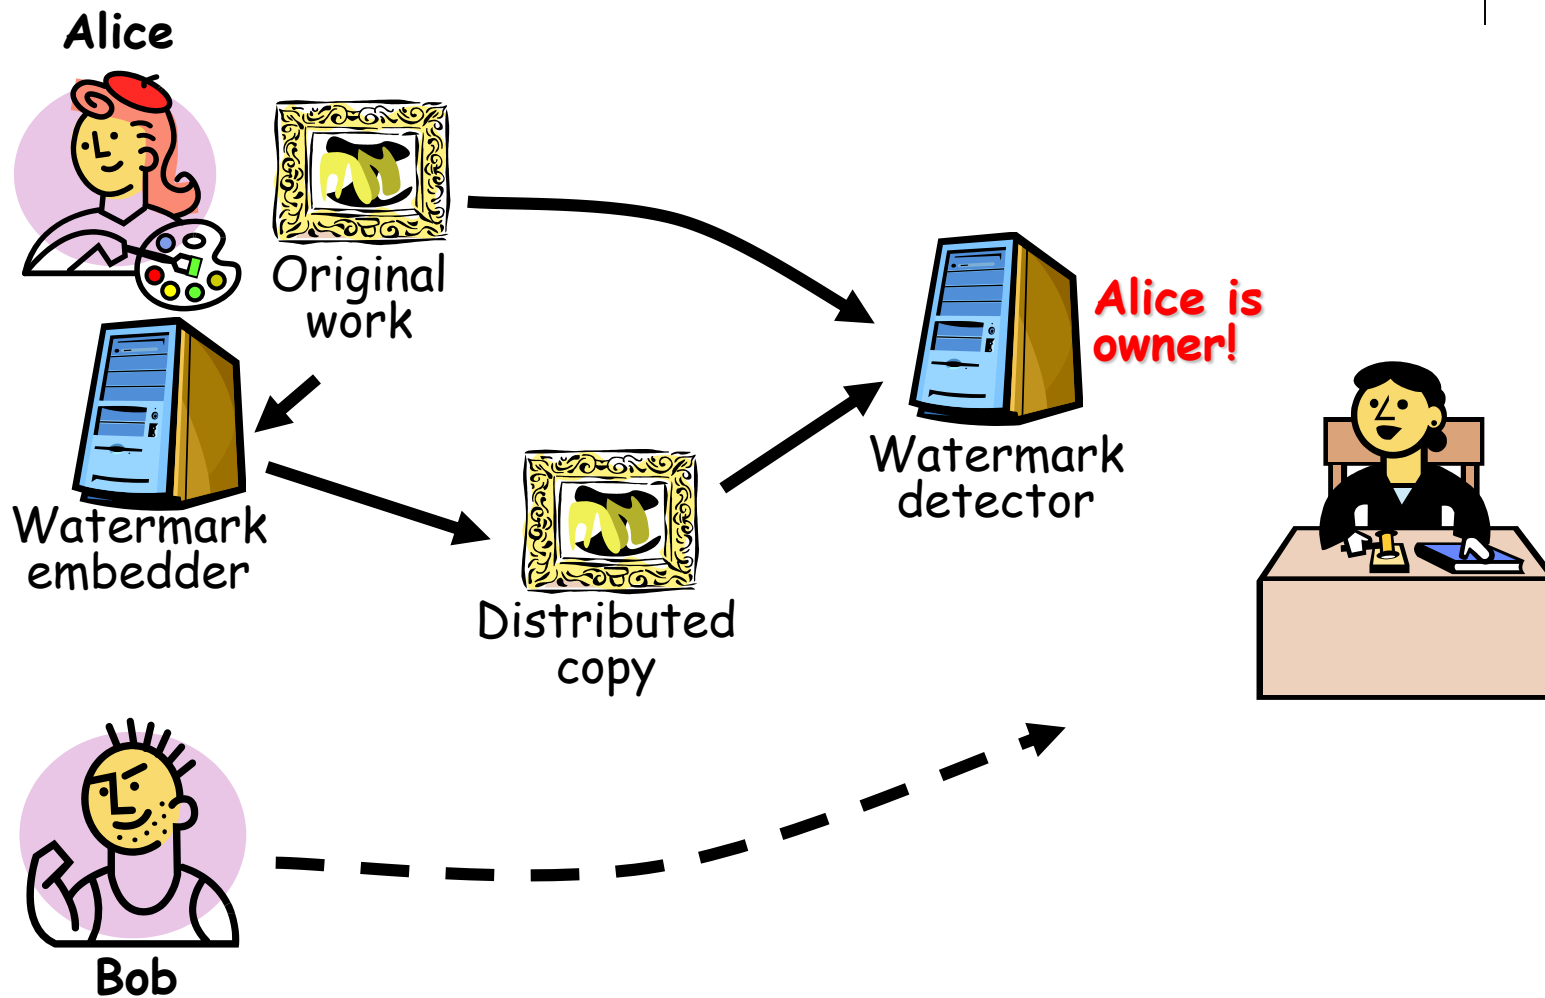 Alice
Original
work
Alice is
owner!
Watermark
detector
Watermark
embedder
Distributed
copy
Bob